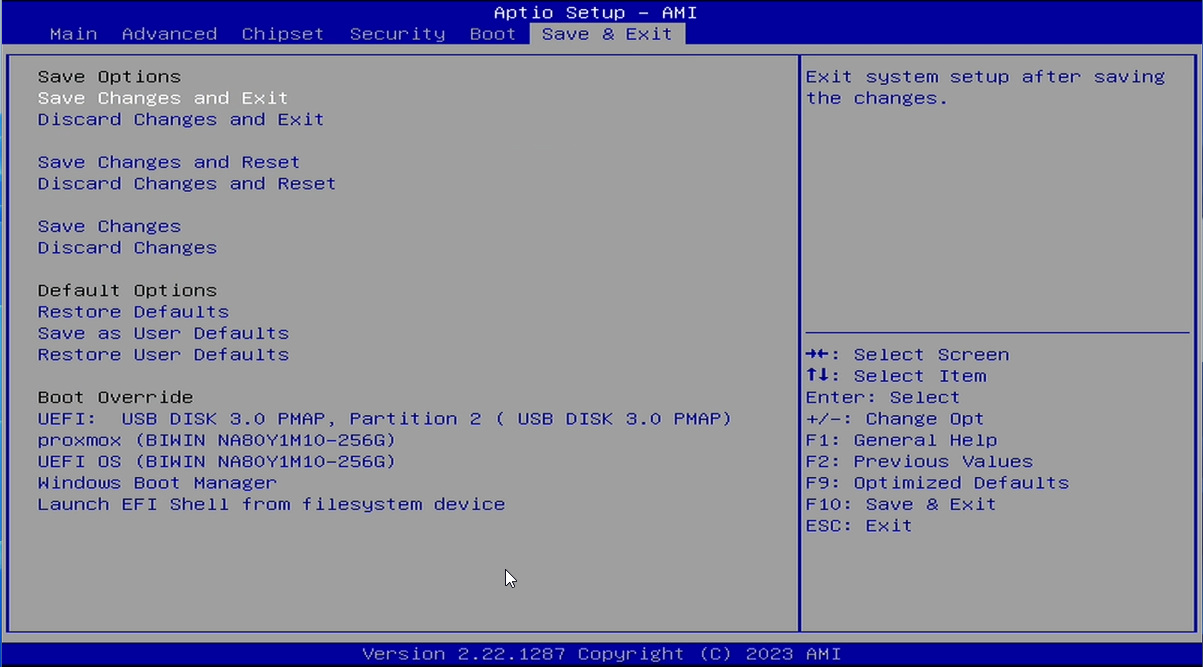 Aptio Setup – AMI
Main Advanced Chipset Security Boot Save & Exit
Save Options
Save Changes and Exit
Discard Changes and Exit
Save Changes and Reset
Discard Changes and Reset
Save Changes
Discard Changes
Default Options
Restore Defaults
Save as User Defaults
Restore User Defaults
Boot Override
UEFI:  USB DISK 3.0 PMAP, Partition 2 ( USB DISK 3.0 PMAP)
proxmox (BIWIN NA80Y1M10-256G)
UEFI OS (BIWIN NA80Y1M10-256G)
Windows Boot Manager
Launch EFI Shell from filesystem device
Exit system setup after saving
the changes.
→←: Select Screen
↑↓: Select Item
Enter: Select
+/-: Change Opt
F1: General Help
F2: Previous Values
F9: Optimized Defaults
F10: Save & Exit
ESC: Exit
Version 2.22.1287 Copyright (C) 2023 AMI